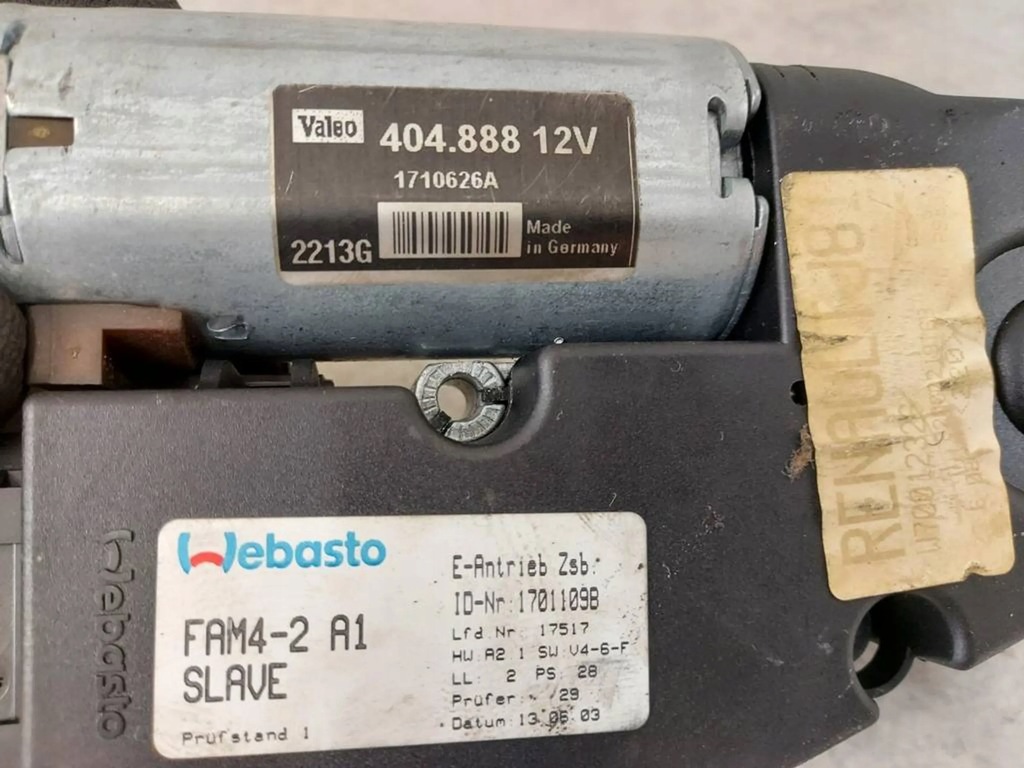 Valeo
404.888 12V
1710626A
2213G
Made
in Germany
Webasto
FAM4-2 A1
SLAVE
Prüfstand 1
E-Antrieb Zsb.
ID-Nr: 1701109B
Lfd. Nr. 17517
HW: A2.1 SW: V4-6-F
LL: 2 PS: 28
Prüfer: 29
Datum: 13.06.03
Webasto
RENAULT J81